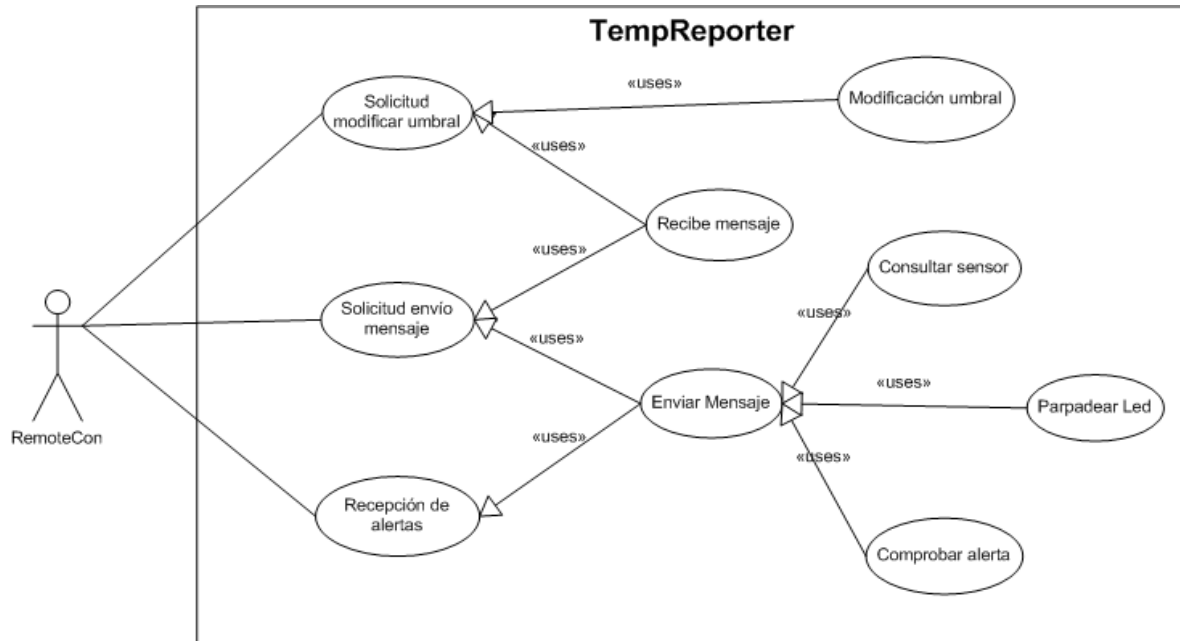 TempReporter
Solicitud
modificar umbral
«uses»
Modificación umbral
«uses»
Recibe mensaje
«uses»
Consultar sensor
Solicitud envío
mensaje
«uses»
«uses»
Enviar Mensaje
«uses»
Parpadear Led
RemoteCon
«uses»
«uses»
Recepción de
alertas
Comprobar alerta